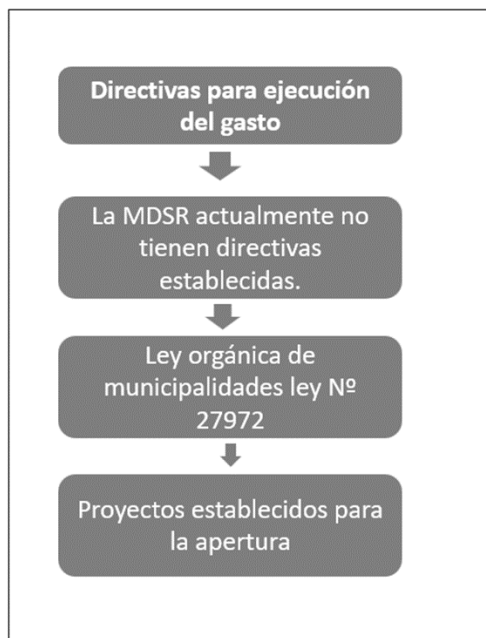 Directivas para ejecución
del gasto
La MDSR actualmente no
tienen directivas
establecidas.
Ley orgánica de
municipalidades ley Nº
27972
Proyectos establecidos para
la apertura